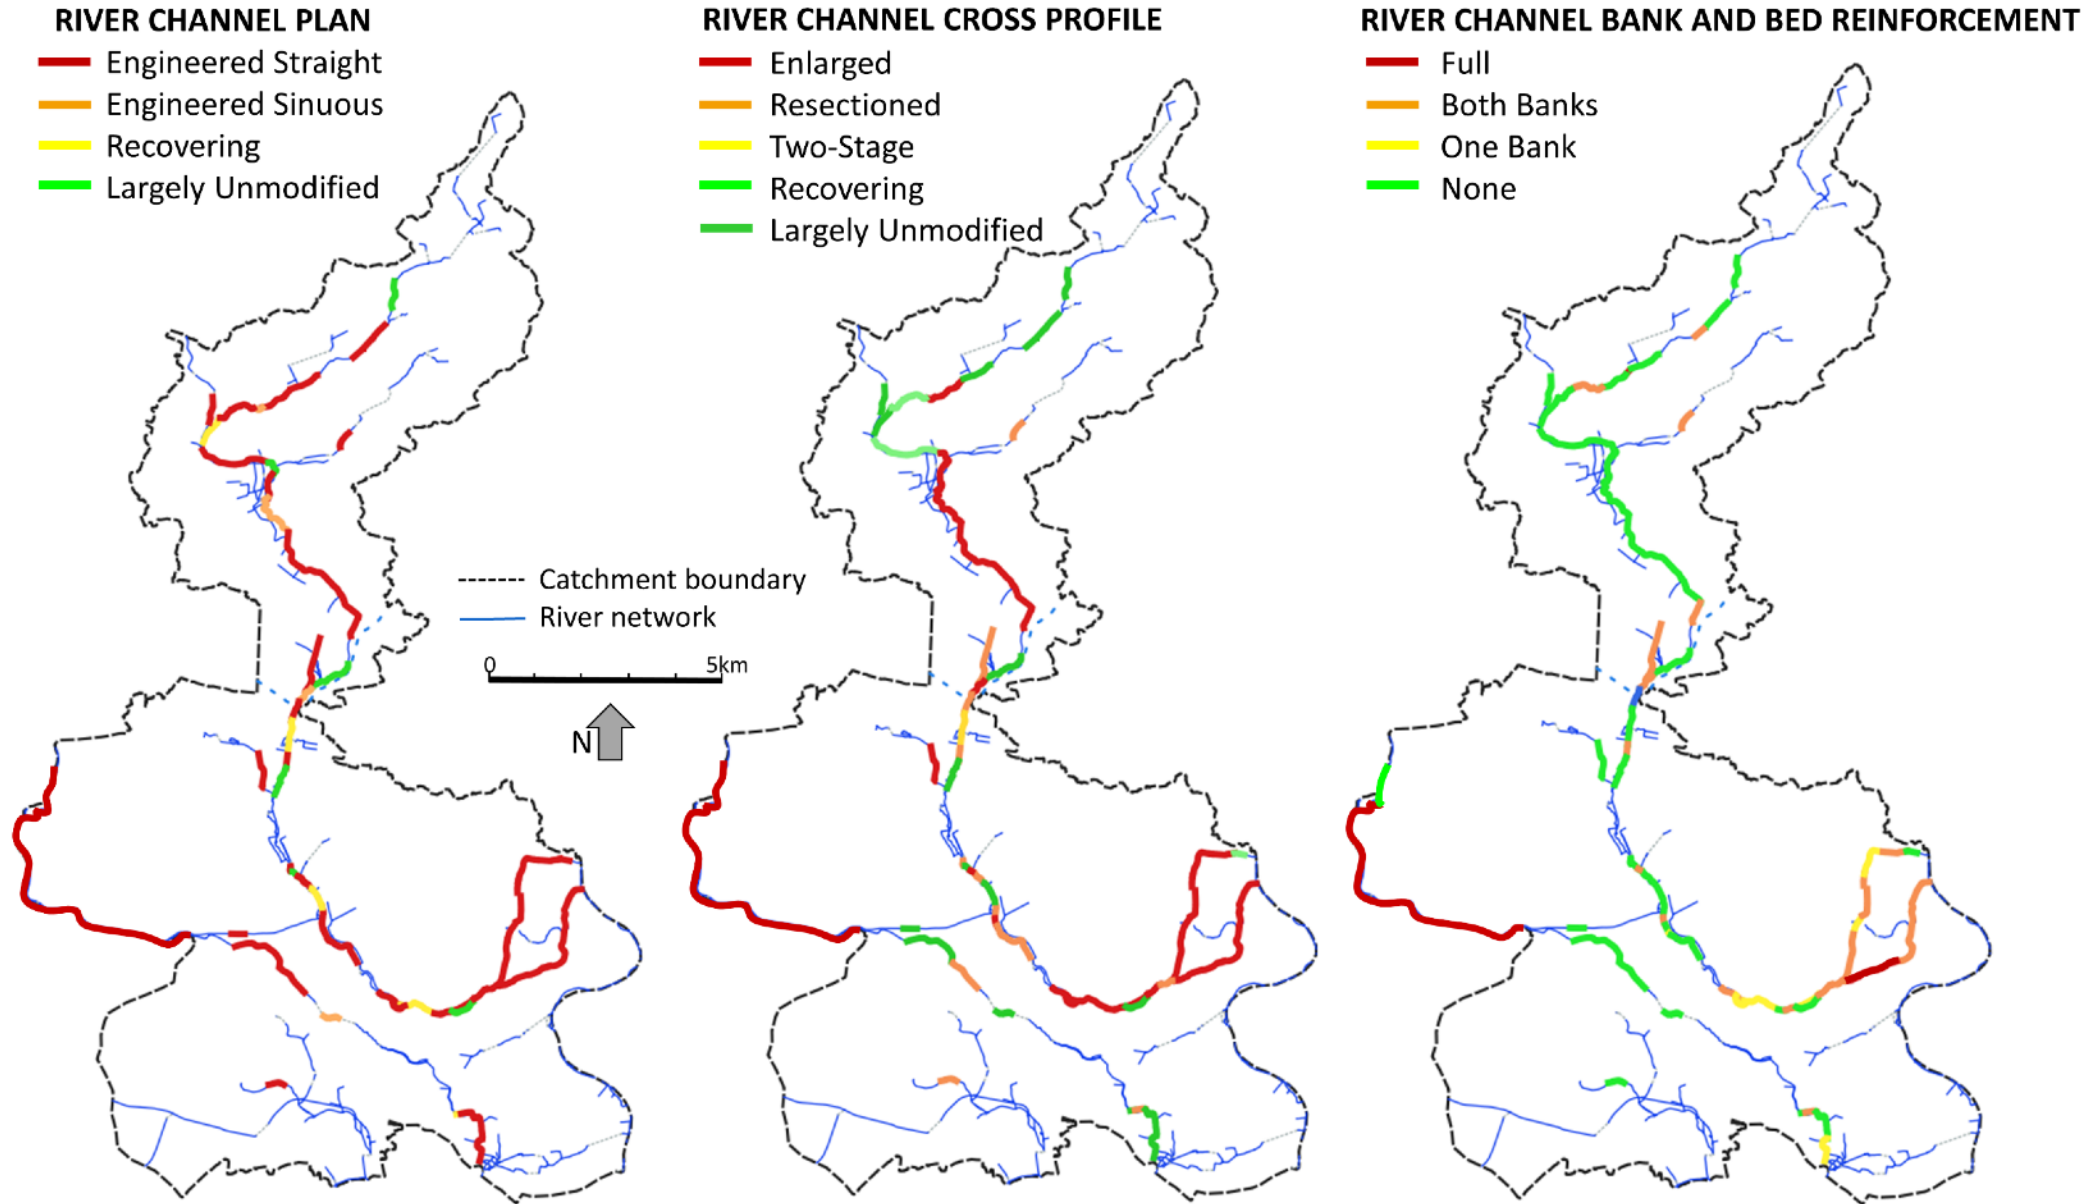 RIVER CHANNEL PLAN
Engineered Straight
Engineered Sinuous
Recovering
Largely Unmodified
RIVER CHANNEL CROSS PROFILE
Enlarged
Resectioned
Two-Stage
Recovering
Largely Unmodified
RIVER CHANNEL BANK AND BED REINFORCEMENT
Full
Both Banks
One Bank
None
Catchment boundary
River network
0 5km
N